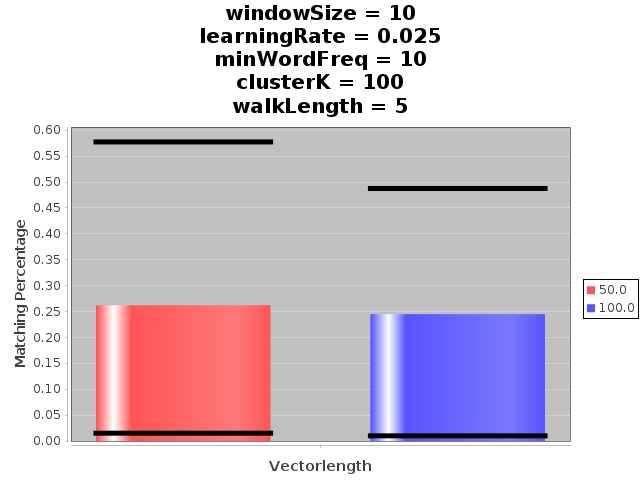 windowSize = 10
learningRate = 0.025
minWordFreq = 10
clusterK = 100
walkLength = 5
0.60
0.55
0.50
0.45
0.40
0.35
0.30
0.25
0.20
0.15
0.10
0.05
0.00
Matching Percentage
Vectorlength
50.0
100.0